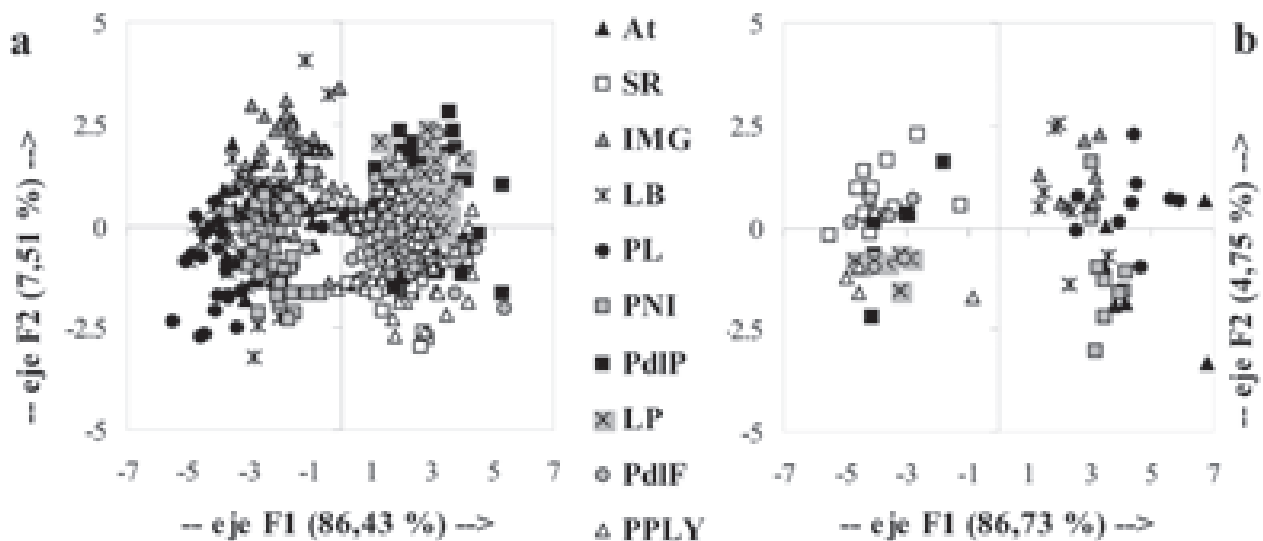 a
5
2.5
0
-2.5
-5
-7 -5 -3 -1 1 3 5 7
-- eje F1 (86,43 %) -->
-- eje F2 (7,51 %) -->
At
SR
IMG
LB
PL
PNI
PdlP
LP
PdlF
PPLY
b
5
2.5
0
-2.5
-5
-7 -5 -3 -1 1 3 5 7
-- eje F1 (86,73 %) -->
-- eje F2 (4,75 %) -->